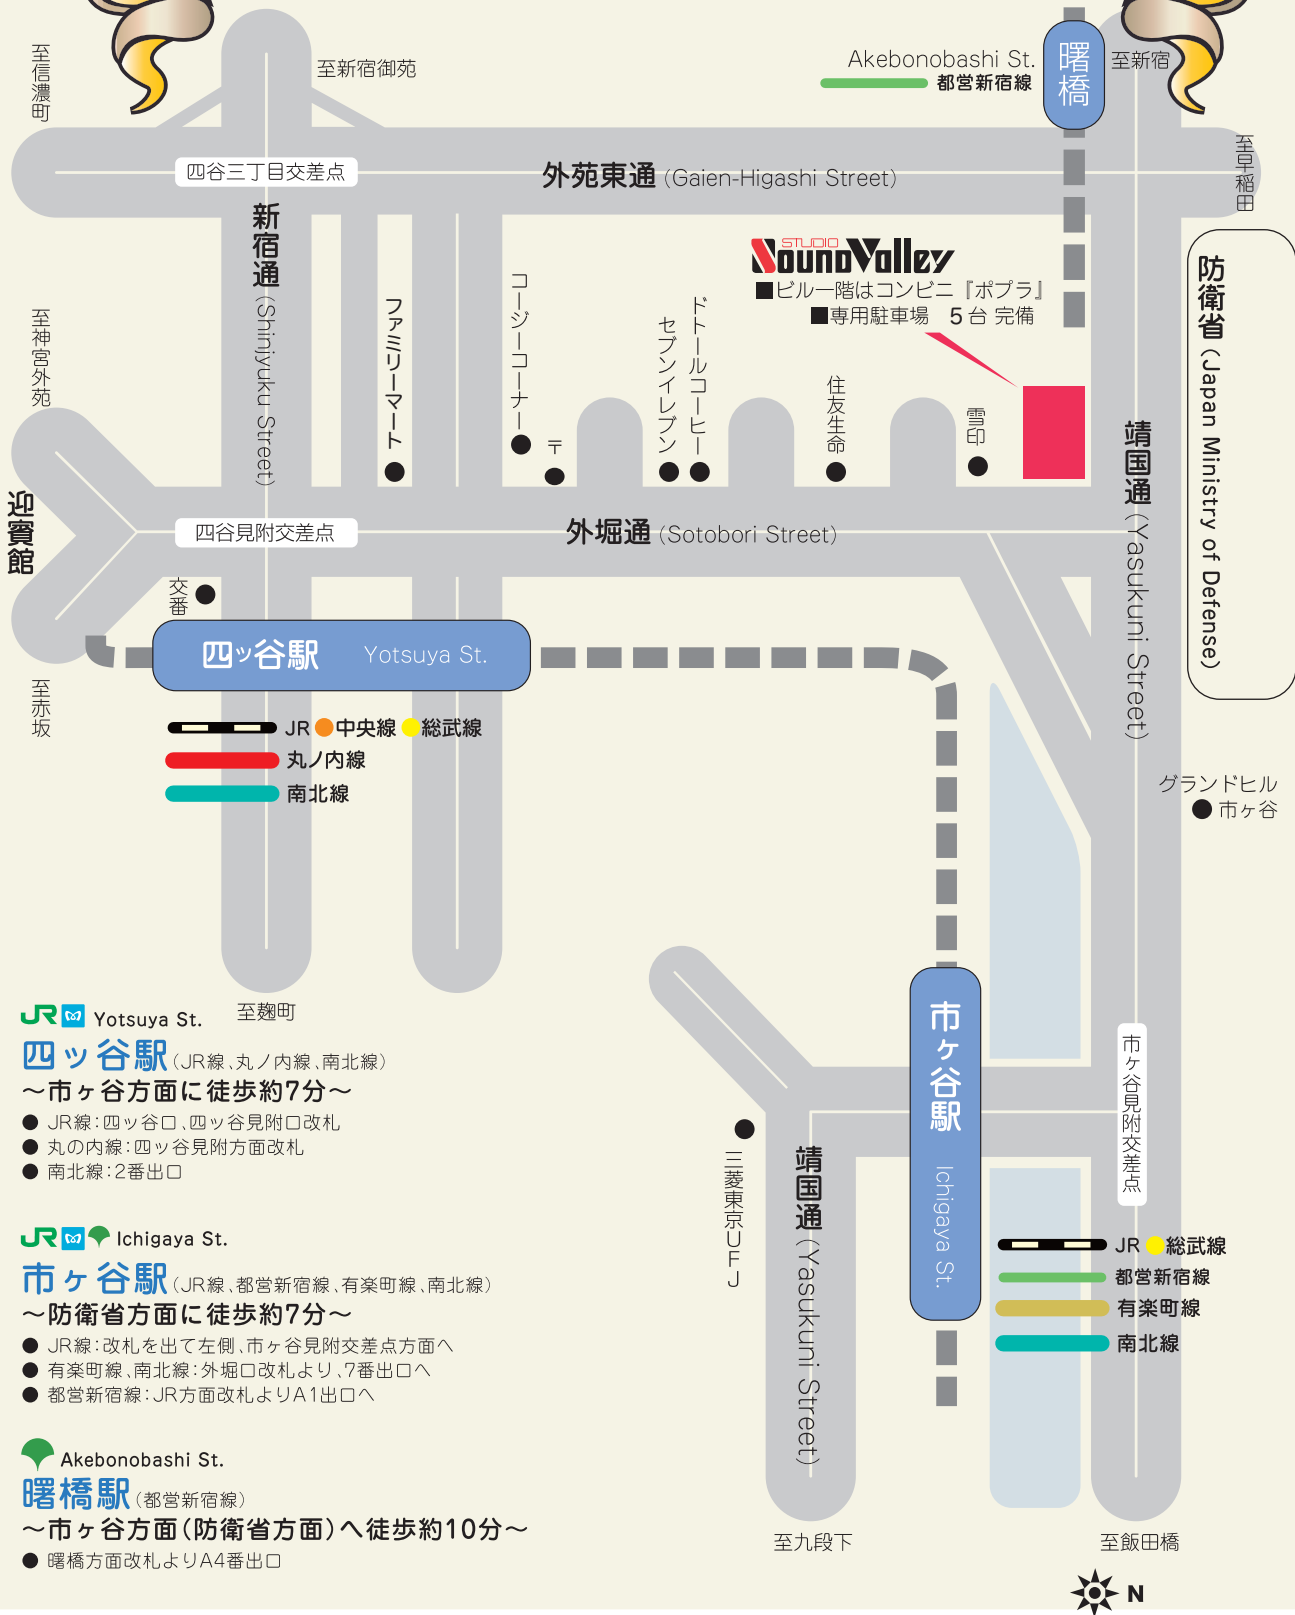 至信濃町
至新宿御苑
Akebonobashi St.
都営新宿線
曙橋
至新宿
至早稲田
四谷三丁目交差点
外苑東通 (Gaien-Higashi Street)
新宿通 (Shinjyuku Street)
STUDIO
SoundValley
■ビル一階はコンビニ『ポプラ』
■専用駐車場 5台 完備
防衛省 (Japan Ministry of Defense)
至神宮外苑
ファミリーマート
コージーコーナー
〒
セブンイレブン
ドトールコーヒー
住友生命
雪印
靖国通 (Yasukuni Street)
迎賓館
四谷見附交差点
外堀通 (Sotobori Street)
交番
四ッ谷駅 Yotsuya St.
至赤坂
JR 中央線 総武線
丸ノ内線
南北線
グランドヒル
●市ヶ谷
至麹町
市ヶ谷駅 Ichigaya St.
市ヶ谷見附交差点
三菱東京UFJ
靖国通 (Yasukuni Street)
JR 総武線
都営新宿線
有楽町線
南北線
至九段下
至飯田橋
N
JR Yotsuya St.
四ッ谷駅(JR線、丸ノ内線、南北線)
～市ヶ谷方面に徒歩約7分～
● JR線:四ッ谷口、四ッ谷見附口改札
● 丸の内線:四ッ谷見附方面改札
● 南北線:2番出口
JR Ichigaya St.
市ヶ谷駅(JR線、都営新宿線、有楽町線、南北線)
～防衛省方面に徒歩約7分～
● JR線:改札を出て左側、市ヶ谷見附交差点方面へ
● 有楽町線、南北線:外堀口改札より、7番出口へ
● 都営新宿線:JR方面改札よりA1出口へ
Akebonobashi St.
曙橋駅(都営新宿線)
～市ヶ谷方面(防衛省方面)へ徒歩約10分～
● 曙橋方面改札よりA4番出口